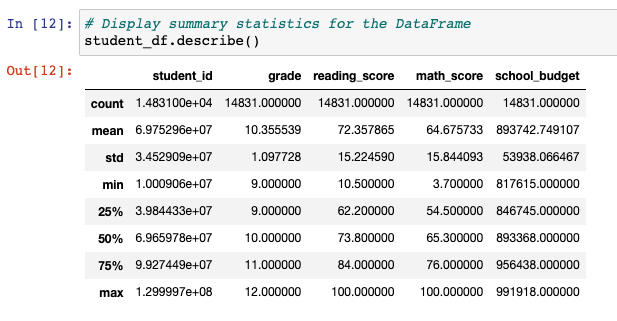 In [12]: # Display summary statistics for the DataFrame
student_df.describe()
Out[12]:
student_id grade reading_score math_score school_budget
count 1.483100e+04 14831.000000 14831.000000 14831.000000 14831.000000
mean 6.975296e+07 10.355539 72.357865 64.675733 893742.749107
std 3.452909e+07 1.097728 15.224590 15.844093 53938.066467
min 1.000906e+07 9.000000 10.500000 3.700000 817615.000000
25% 3.984433e+07 9.000000 62.200000 54.500000 846745.000000
50% 6.965978e+07 10.000000 73.800000 65.300000 893368.000000
75% 9.927449e+07 11.000000 84.000000 76.000000 956438.000000
max 1.299997e+08 12.000000 100.000000 100.000000 991918.000000